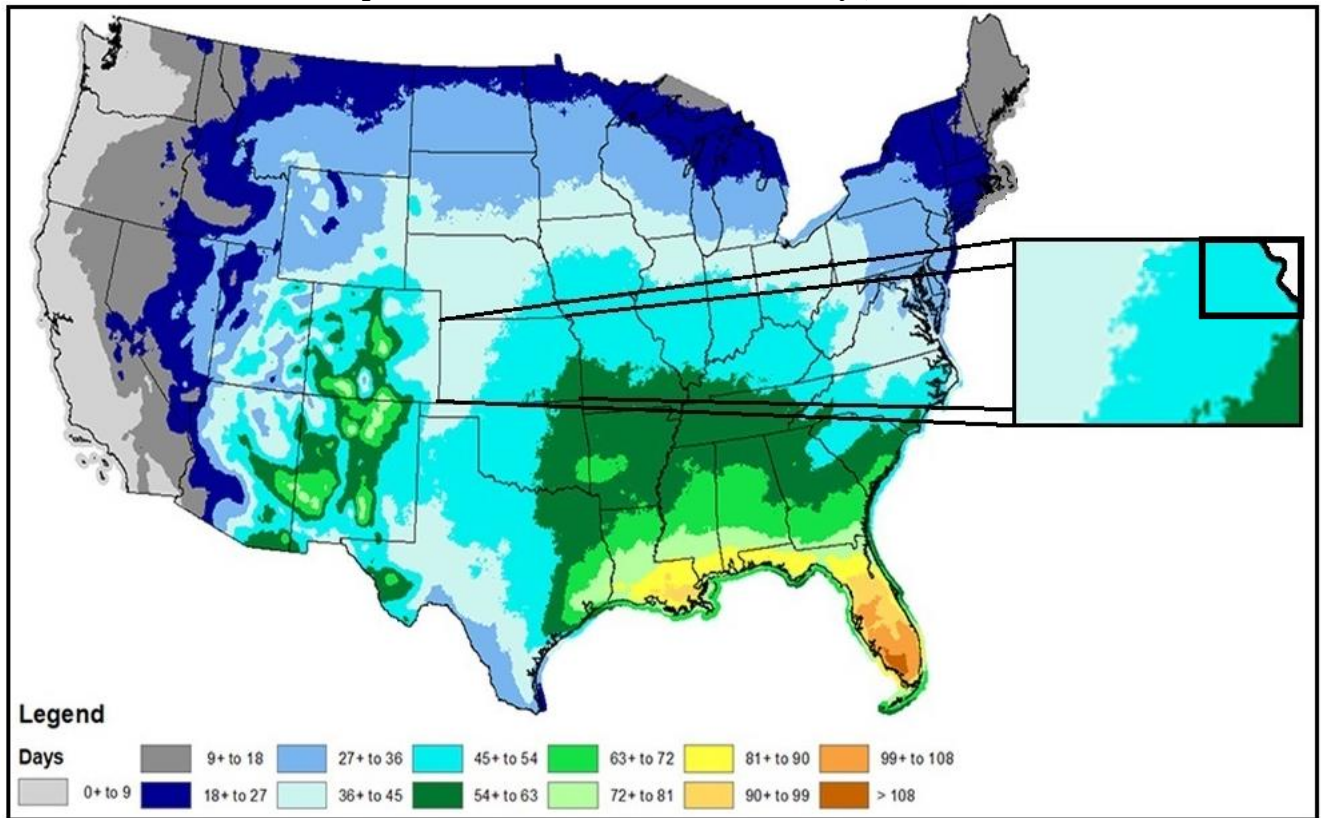 Legend
Days
9+ to 18
27+ to 36
45+ to 54
63+ to 72
81+ to 90
99+ to 108
0+ to 9
18+ to 27
36+ to 45
54+ to 63
72+ to 81
90+ to 99
> 108